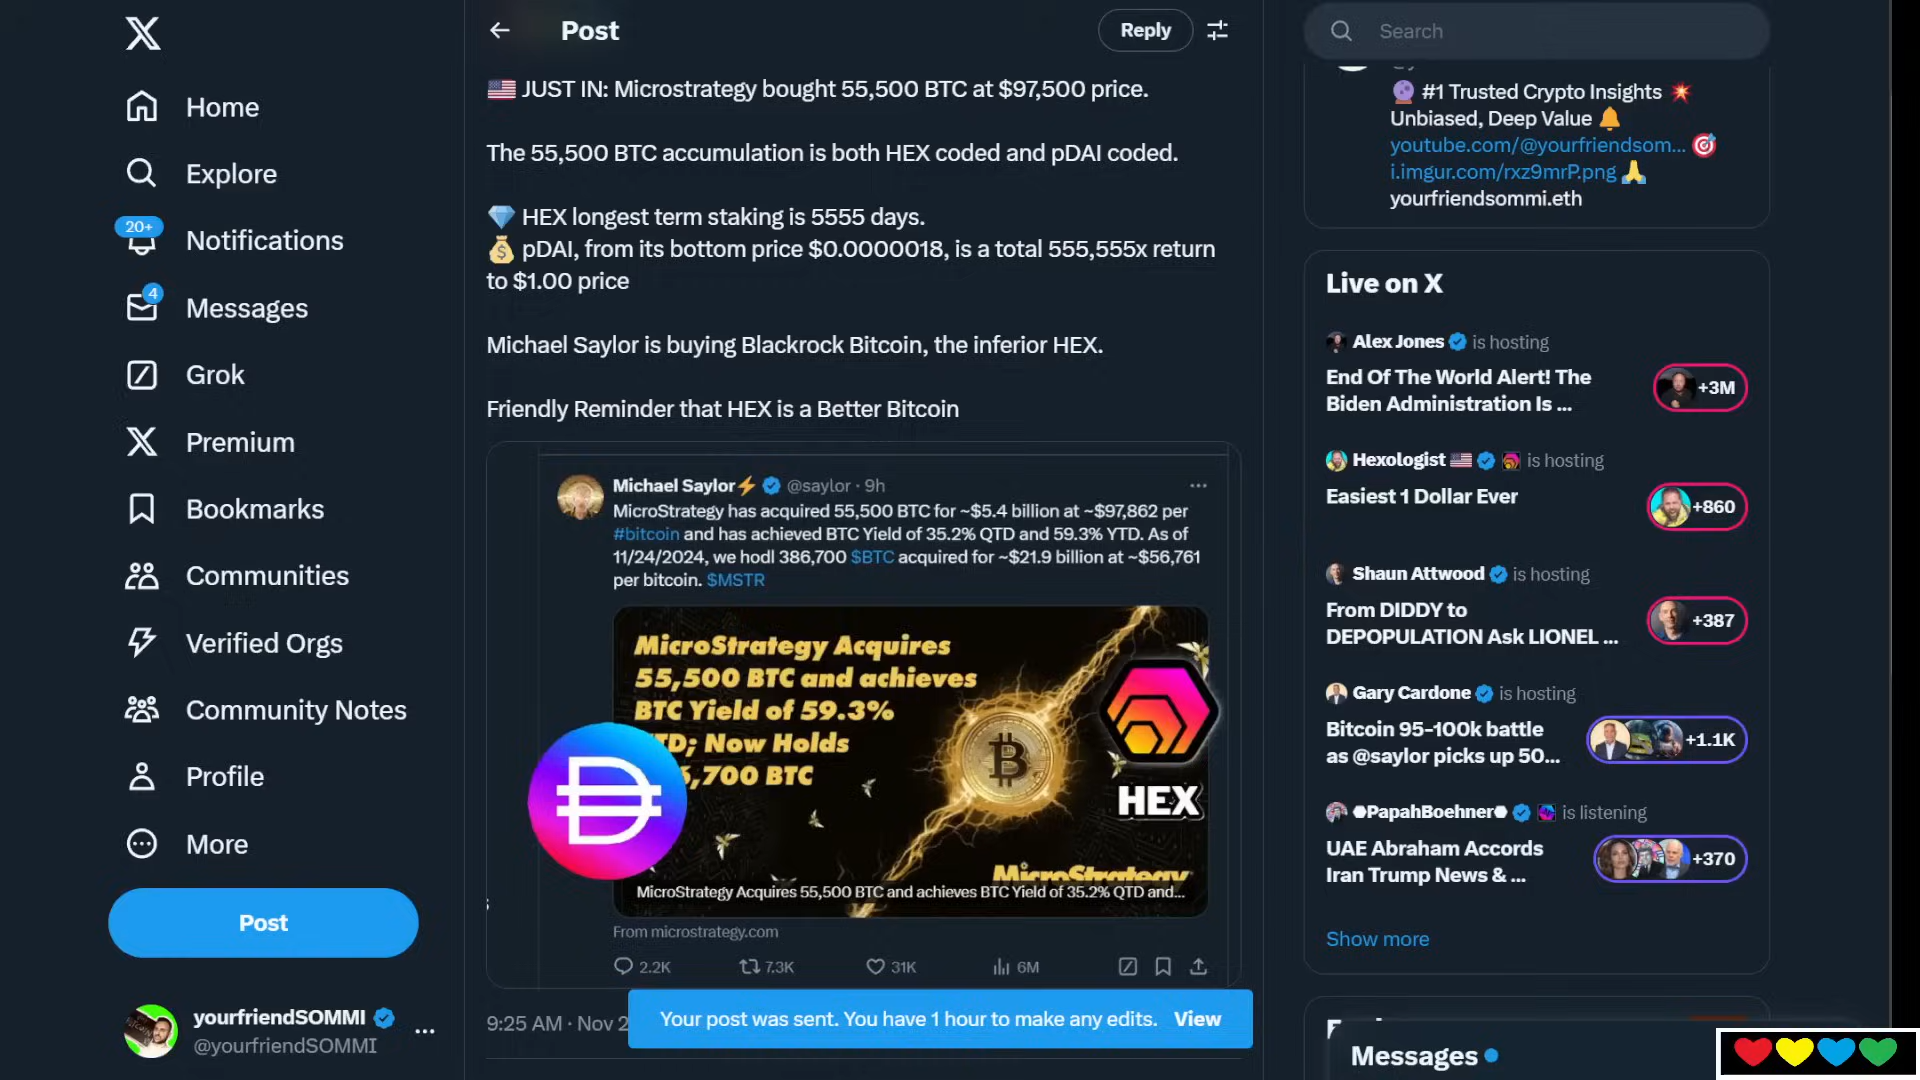 Home
Explore
20+
Notifications
4
Messages
Grok
Premium
Bookmarks
Communities
Verified Orgs
Community Notes
Profile
More
Post
yourfriendSOMMI
@yourfriendSOMMI
Post
Reply
🇺🇸 JUST IN: Microstrategy bought 55,500 BTC at $97,500 price.
The 55,500 BTC accumulation is both HEX coded and pDAI coded.
💎 HEX longest term staking is 5555 days.
💰 pDAI, from its bottom price $0.0000018, is a total 555,555x return
to $1.00 price
Michael Saylor is buying Blackrock Bitcoin, the inferior HEX.
Friendly Reminder that HEX is a Better Bitcoin
Michael Saylor⚡ @saylor · 9h
MicroStrategy has acquired 55,500 BTC for ~$5.4 billion at ~$97,862 per
#bitcoin and has achieved BTC Yield of 35.2% QTD and 59.3% YTD. As of
11/24/2024, we hodl 386,700 $BTC acquired for ~$21.9 billion at ~$56,761
per bitcoin. $MSTR
MicroStrategy Acquires
55,500 BTC and achieves
BTC Yield of 59.3%
TD; Now Holds
6,700 BTC
HEX
MicroStrategy
MicroStrategy Acquires 55,500 BTC and achieves BTC Yield of 35.2% QTD and...
From microstrategy.com
2.2K
7.3K
31K
6M
9:25 AM · Nov 2
Your post was sent. You have 1 hour to make any edits. View
Search
🔮 #1 Trusted Crypto Insights 💥
Unbiased, Deep Value 🔔
youtube.com/@yourfriendsom... 🎯
i.imgur.com/rxz9mrP.png 🙏
yourfriendsommi.eth
Live on X
Alex Jones is hosting
End Of The World Alert! The
Biden Administration Is ...
+3M
Hexologist 🇺🇸 is hosting
Easiest 1 Dollar Ever
+860
Shaun Attwood is hosting
From DIDDY to
DEPOPULATION Ask LIONEL ...
+387
Gary Cardone is hosting
Bitcoin 95-100k battle
as @saylor picks up 50...
+1.1K
⬣PapahBoehner⬣ is listening
UAE Abraham Accords
Iran Trump News & ...
+370
Show more
Messages